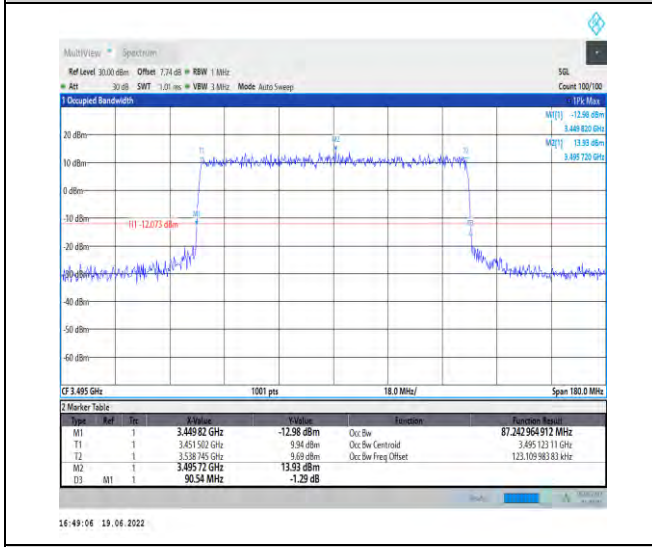 MultiView Spectrum
Ref Level 30.00 dBm Offset 7.74 dB RBW 1 MHz SGL
Att 30 dB SWT 1.01 ms VBW 3 MHz Mode Auto Sweep Count 100/100
1 Occupied Bandwidth 1Pk Max
M1[1] -12.98 dBm
3.449 820 GHz
M2[1] 13.93 dBm
3.495 720 GHz
20 dBm
M2
T1
10 dBm
0 dBm
-10 dBm
M1
H1 -12.073 dBm
-20 dBm
-30 dBm
-40 dBm
-50 dBm
-60 dBm
CF 3.495 GHz 1001 pts 18.0 MHz/ Span 180.0 MHz
2 Marker Table
Type Ref Trc X-Value Y-Value Function Function Result
M1 1 3.449 82 GHz -12.98 dBm Occ Bw 87.242 964 912 MHz
T1 1 3.451 502 GHz 9.94 dBm Occ Bw Centroid 3.495 123 11 GHz
T2 1 3.538 745 GHz 9.69 dBm Occ Bw Freq Offset 123.109 983 83 kHz
M2 1 3.495 72 GHz 13.93 dBm
D3 M1 1 90.54 MHz -1.29 dB
16:49:06 19.06.2022